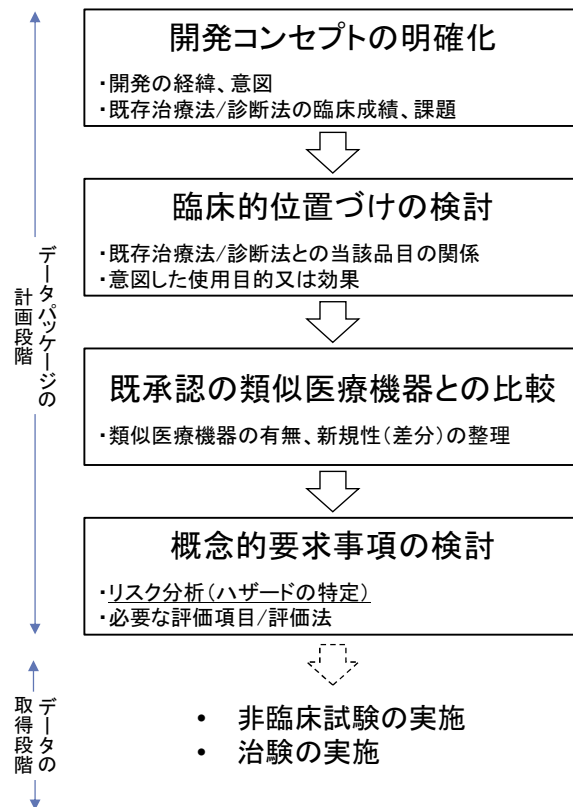 開発コンセプトの明確化
・開発の経緯、意図
・既存治療法/診断法の臨床成績、課題
臨床的位置づけの検討
・既存治療法/診断法との当該品目の関係
・意図した使用目的又は効果
データパッケージの
計画段階
既承認の類似医療機器との比較
・類似医療機器の有無、新規性(差分)の整理
概念的要求事項の検討
・リスク分析(ハザードの特定)
・必要な評価項目/評価法
データの
取得段階
• 非臨床試験の実施
• 治験の実施